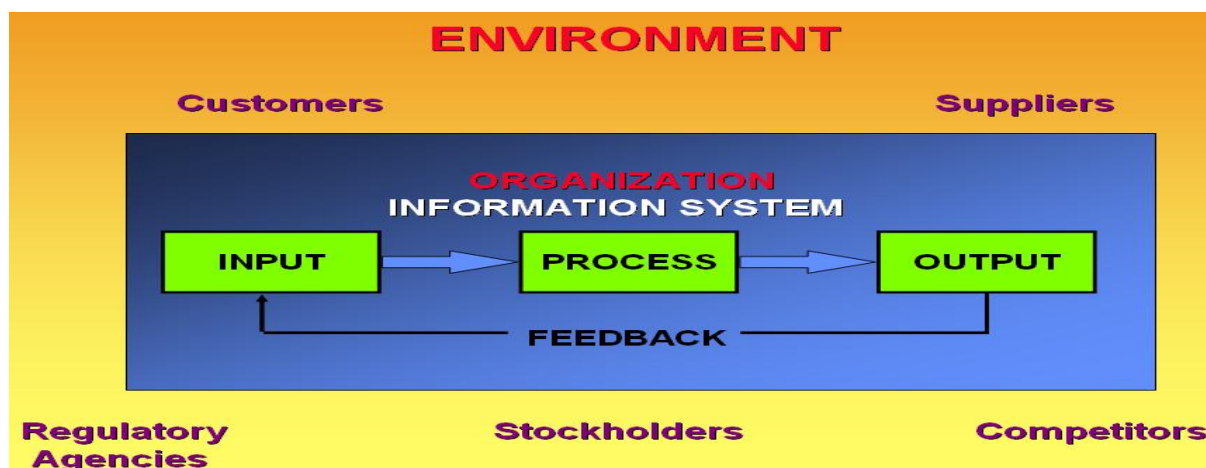 ENVIRONMENT
Customers
Suppliers
ORGANIZATION
INFORMATION SYSTEM
INPUT
PROCESS
OUTPUT
FEEDBACK
Regulatory
Agencies
Stockholders
Competitors